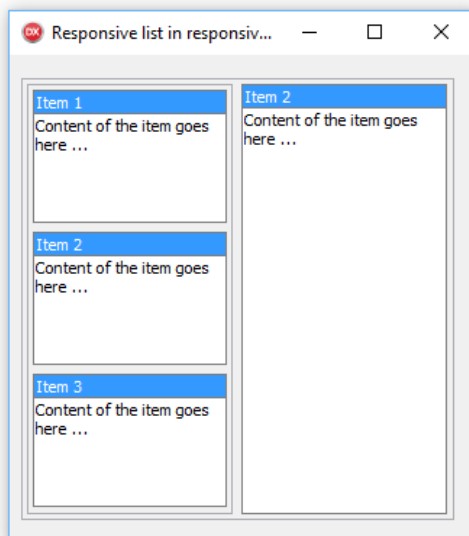 DX Responsive list in responsiv...
Item 1
Content of the item goes
here ...
Item 2
Content of the item goes
here ...
Item 3
Content of the item goes
here ...
Item 2
Content of the item goes
here ...